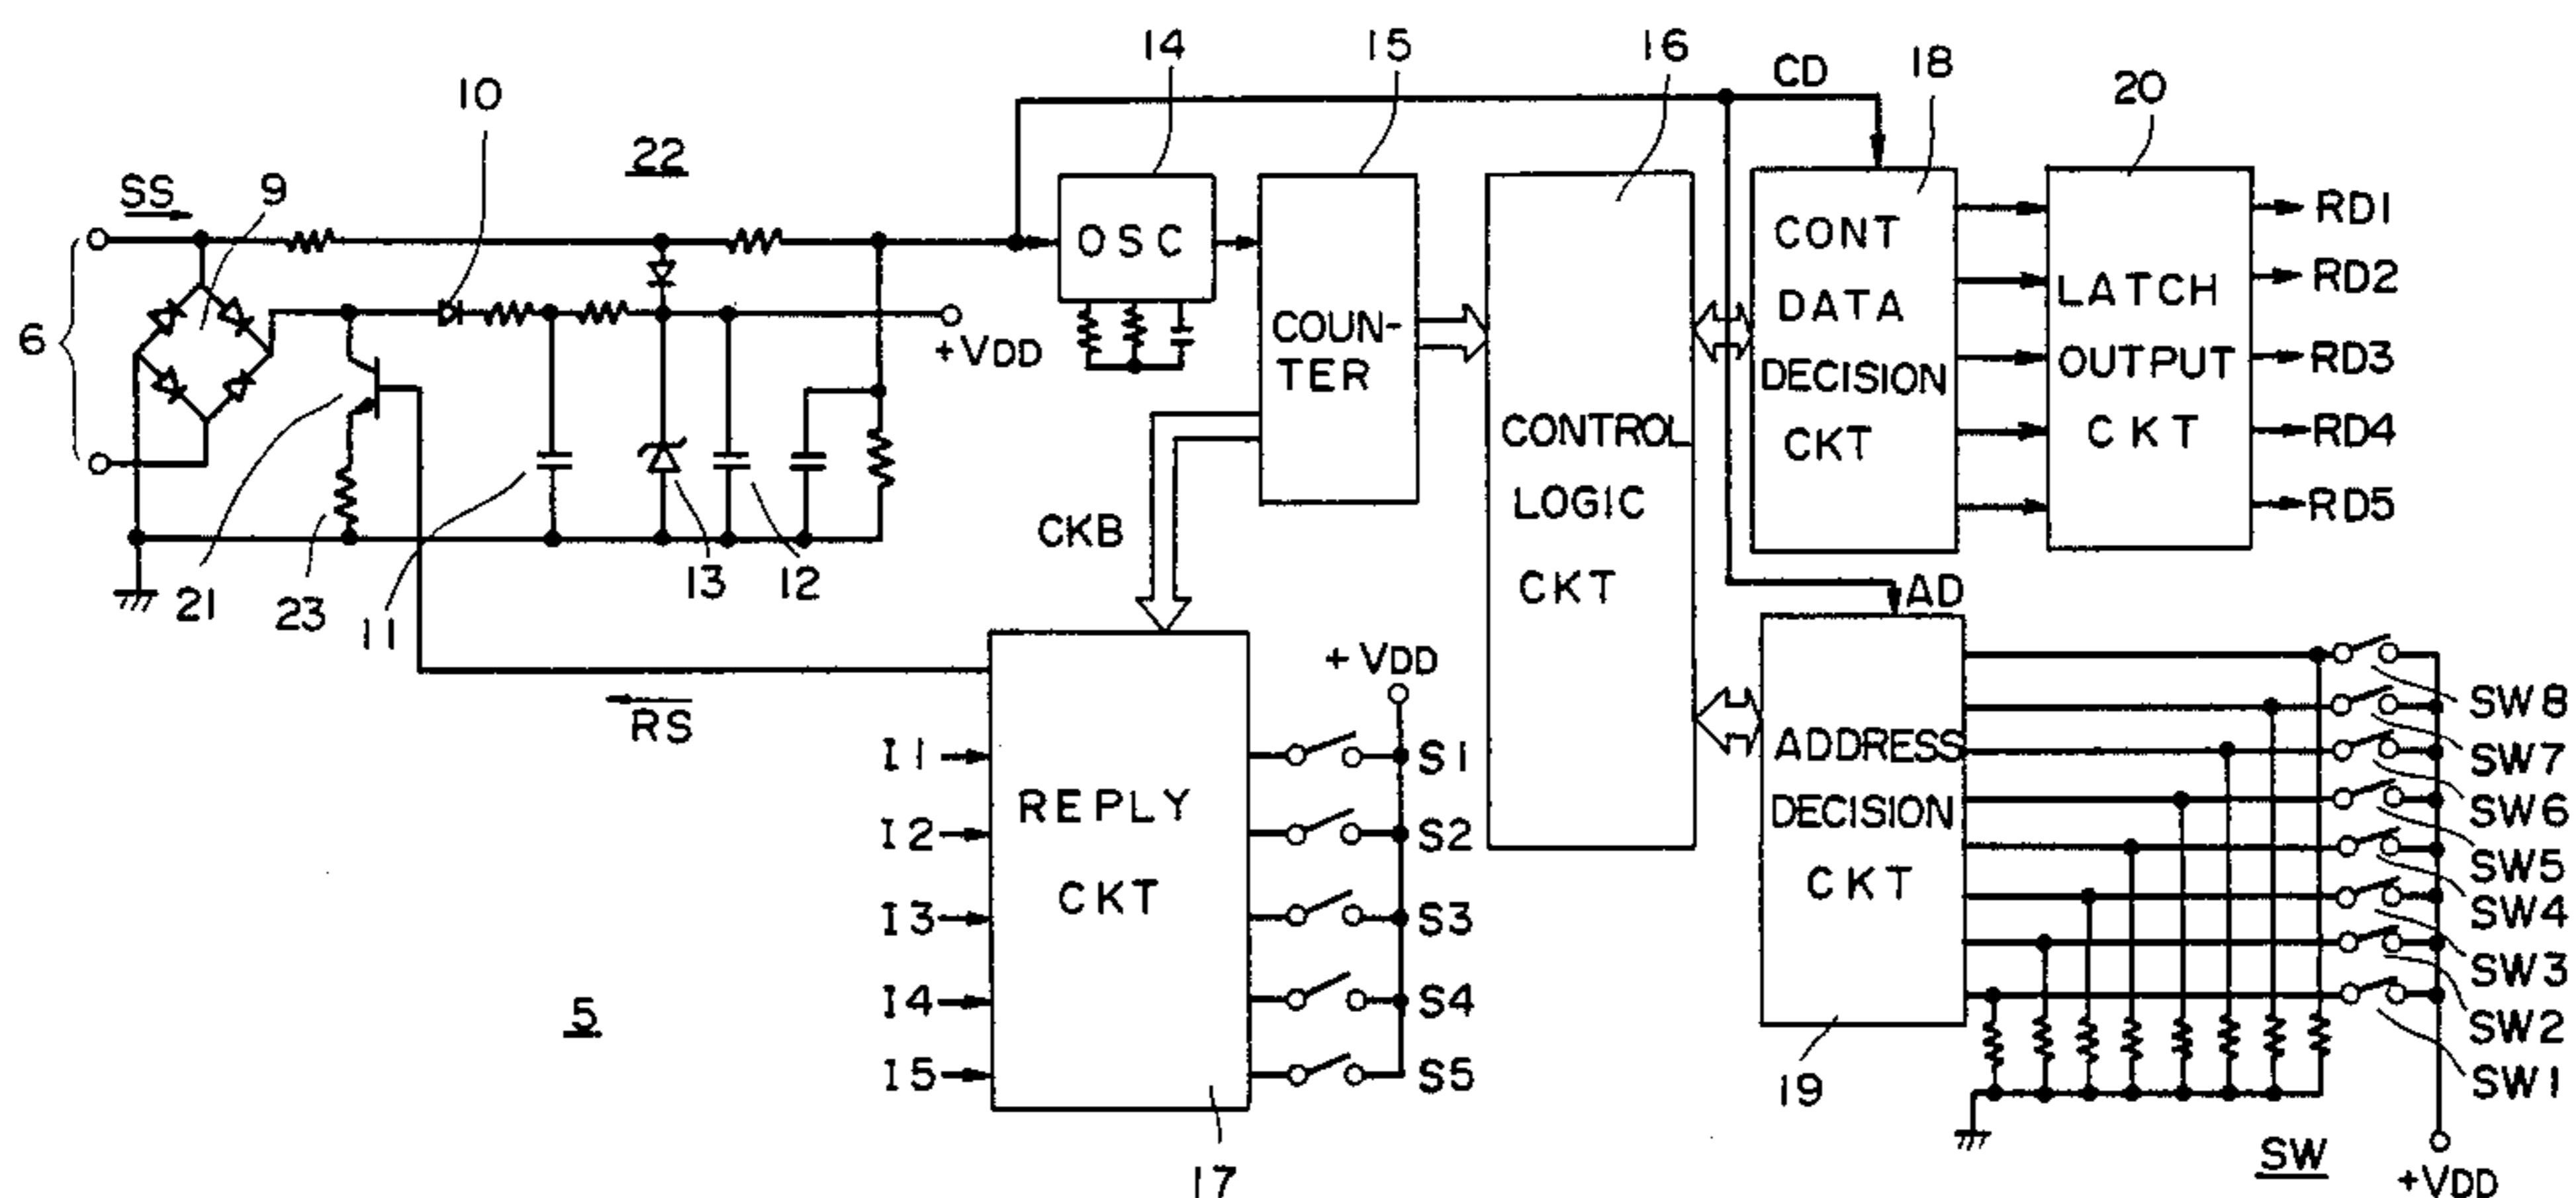 14
15
16
18
20
10
CD
22
SS
9
6
+VDD
OSC
COUN-
TER
CONTROL
LOGIC
CKT
CONT
DATA
DECISION
CKT
LATCH
OUTPUT
CKT
RD1
RD2
RD3
RD4
RD5
21
23
11
13
12
CKB
AD
RS
+VDD
I1
I2
I3
I4
I5
REPLY
CKT
S1
S2
S3
S4
S5
ADDRESS
DECISION
CKT
SW8
SW7
SW6
SW5
SW4
SW3
SW2
SW1
5
17
19
SW
+VDD